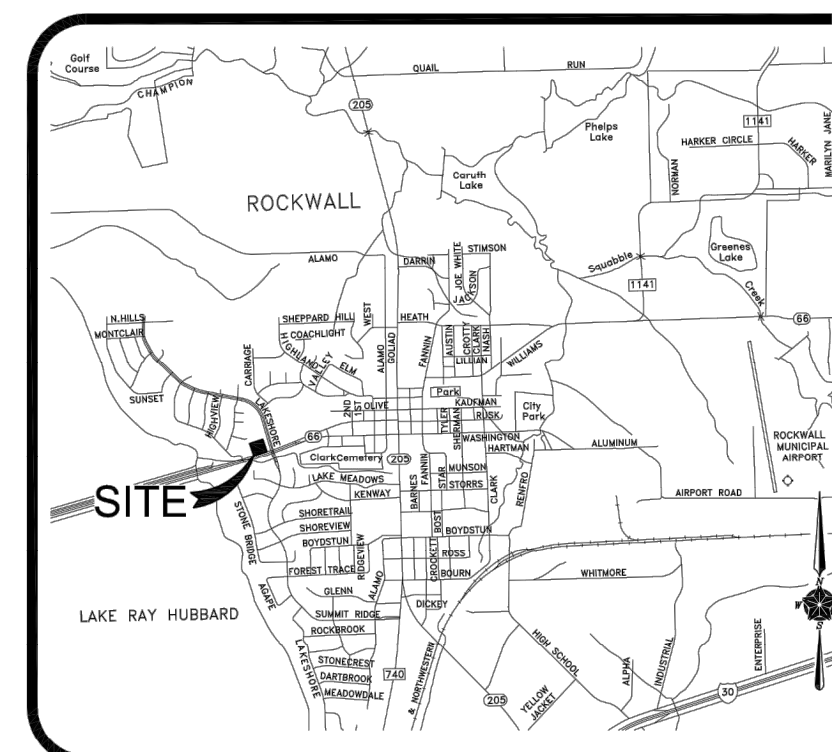 Golf
Course
CHAMPION
QUAIL
RUN
205
1141
Phelps
Lake
HARKER CIRCLE
HARKER
MARILYN JANE
NORMAN
Caruth
Lake
ROCKWALL
ALAMO
DARRIN
JOE WHITE
STIMSON
JACKSON
Squabble
Greenes
Lake
1141
Creek
66
N.HILLS
MONTCLAIR
SHEPPARD HILL
COACHLIGHT
HIGHLAND
VALLEY
ELM
WEST
HEATH
ALAMO
GOLIAD
FANNIN
AUSTIN
CROTTY
CLARK
NASH
LILLIAN
WILLIAMS
CARRIAGE
SUNSET
HIGHVIEW
LAKESHORE
2ND
1ST
OLIVE
Park
KAUFMAN
RUSK
TYLER
SHERMAN
City
Park
WASHINGTON
HARTMAN
ALUMINUM
ROCKWALL
MUNICIPAL
AIRPORT
66
ClarkCemetery
205
SITE
LAKE MEADOWS
KENWAY
BARNES
FANNIN
STAR
MUNSON
STORRS
CLARK
RENFRO
AIRPORT ROAD
STONE BRIDGE
SHORETRAIL
SHOREVIEW
BOYDSTUN
RIDGEVIEW
BOST
BOYDSTUN
CROCKETT
ROSS
BOURN
FOREST TRACE
WHITMORE
AGAPE
GLENN
ALAMO
DICKEY
LAKE RAY HUBBARD
SUMMIT RIDGE
ROCKBROOK
N
W
S
LAKESHORE
STONECREST
DARTBROOK
MEADOWDALE
740
& NORTHWESTERN
205
HIGH SCHOOL
YELLOW
JACKET
ALPHA
INDUSTRIAL
ENTERPRISE
30